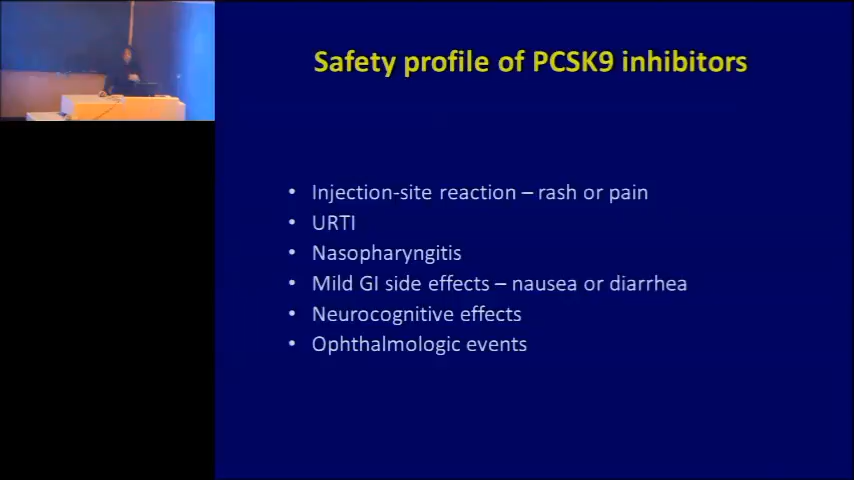 Safety profile of PCSK9 inhibitors
• Injection-site reaction – rash or pain
• URTI
• Nasopharyngitis
• Mild GI side effects – nausea or diarrhea
• Neurocognitive effects
• Ophthalmologic events